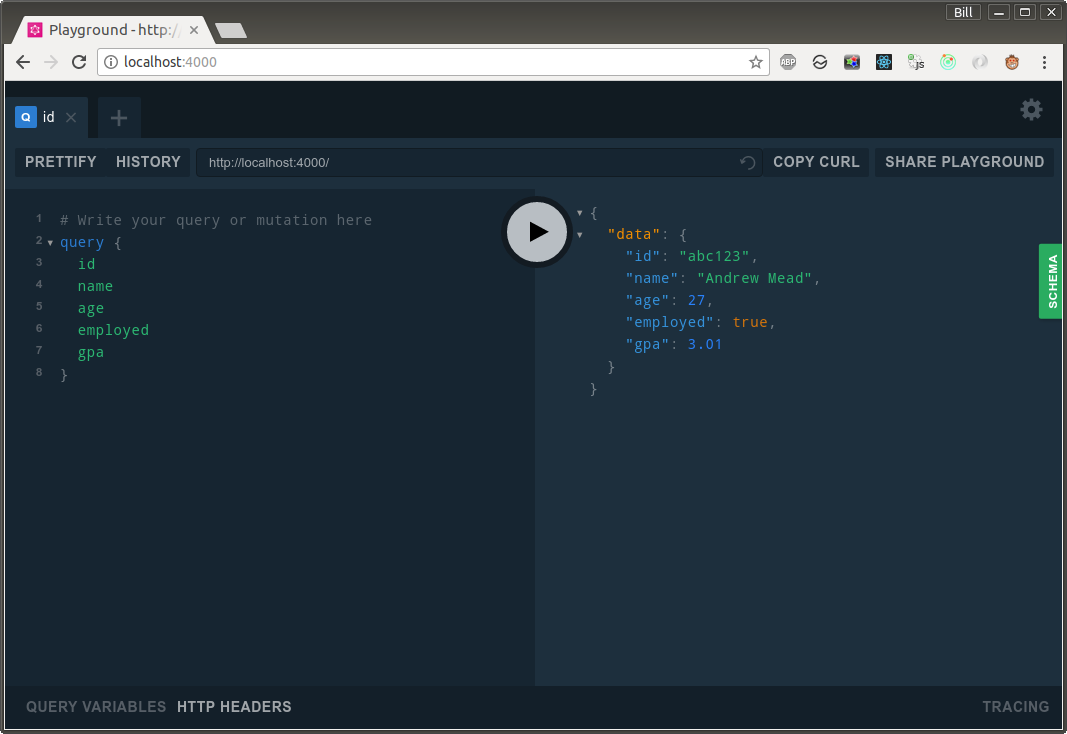 Bill
Playground - http:/
localhost:4000
ABP
JS
Q id
PRETTIFY HISTORY http://localhost:4000/ COPY CURL SHARE PLAYGROUND
1 # Write your query or mutation here
2 query {
3 id
4 name
5 age
6 employed
7 gpa
8 }
{
"data": {
"id": "abc123",
"name": "Andrew Mead",
"age": 27,
"employed": true,
"gpa": 3.01
}
}
SCHEMA
QUERY VARIABLES HTTP HEADERS TRACING